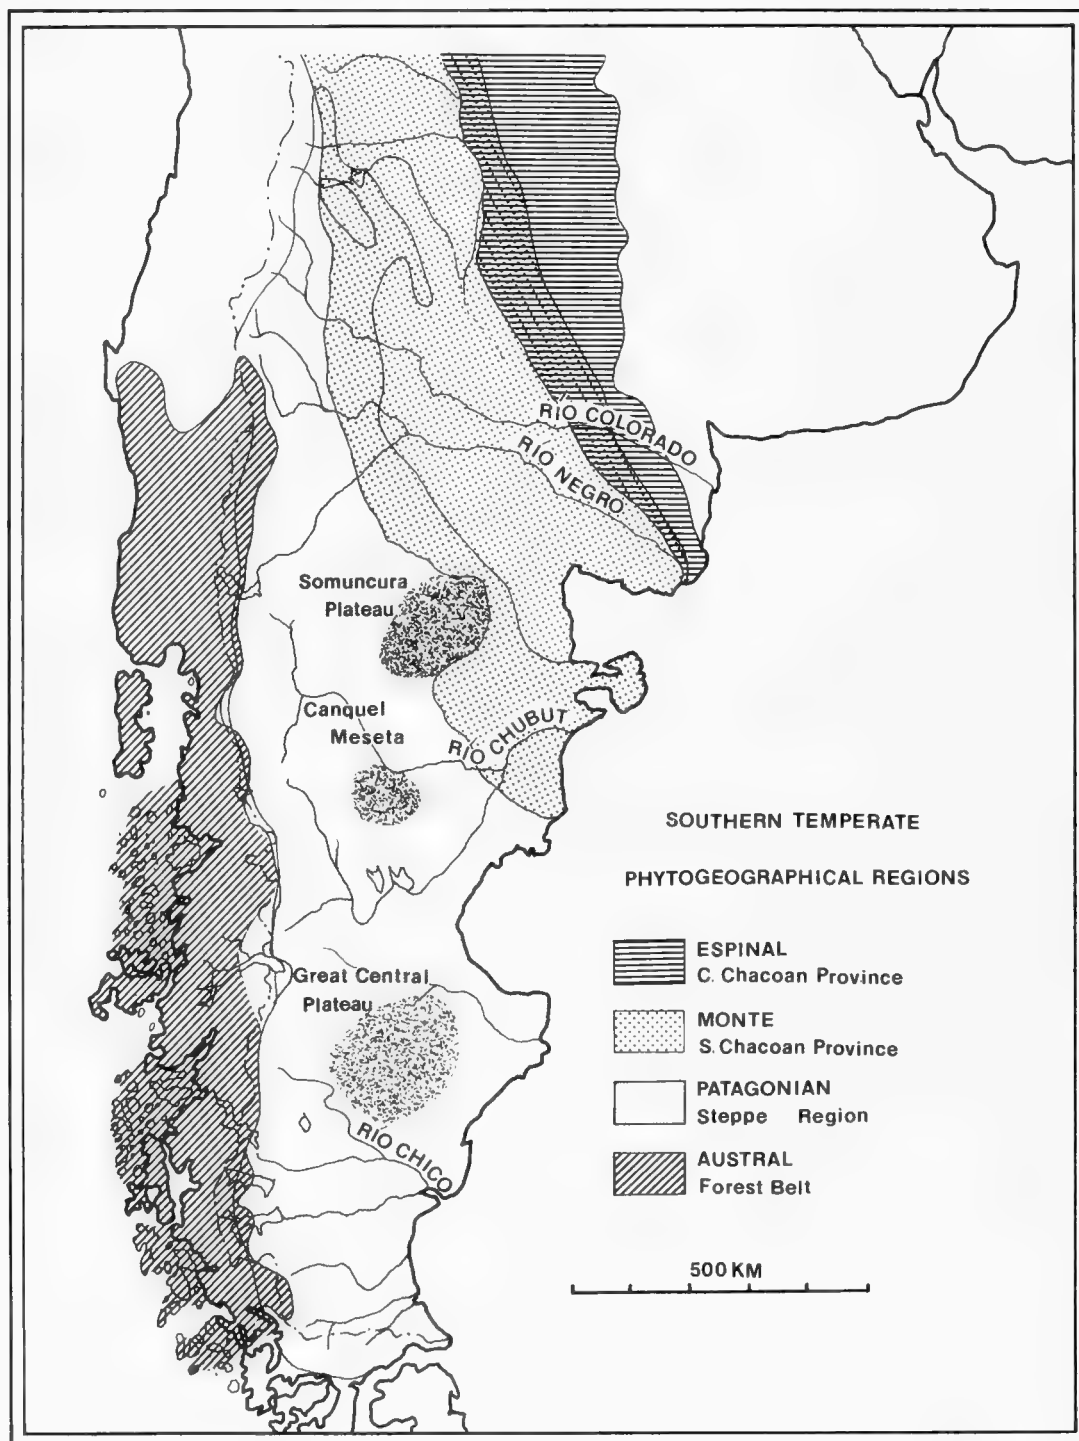 RIO COLORADO
RIO NEGRO
Somuncura
Plateau
Canquel
Meseta
RIO CHUBUT
Great Central
Plateau
RIO CHICO
SOUTHERN TEMPERATE
PHYTOGEOGRAPHICAL REGIONS
ESPINAL
C. Chacoan Province
MONTE
S. Chacoan Province
PATAGONIAN
Steppe Region
AUSTRAL
Forest Belt
500 KM